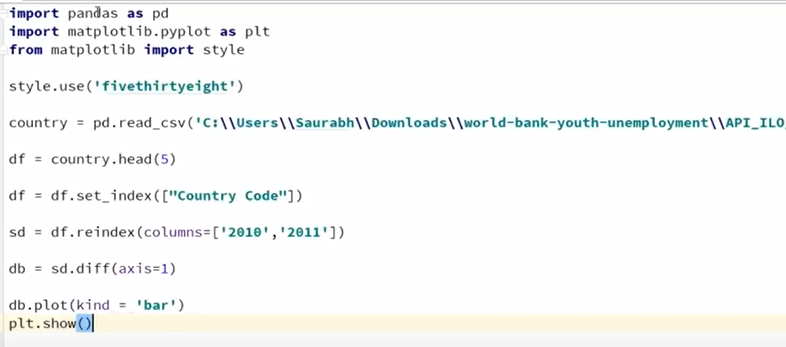 import pandas as pd
import matplotlib.pyplot as plt
from matplotlib import style
style.use('fivethirtyeight')
country = pd.read_csv('C:\\Users\\Saurabh\\Downloads\\world-bank-youth-unemployment\\API_ILO
df = country.head(5)
df = df.set_index(["Country Code"])
sd = df.reindex(columns=['2010','2011'])
db = sd.diff(axis=1)
db.plot(kind = 'bar')
plt.show()